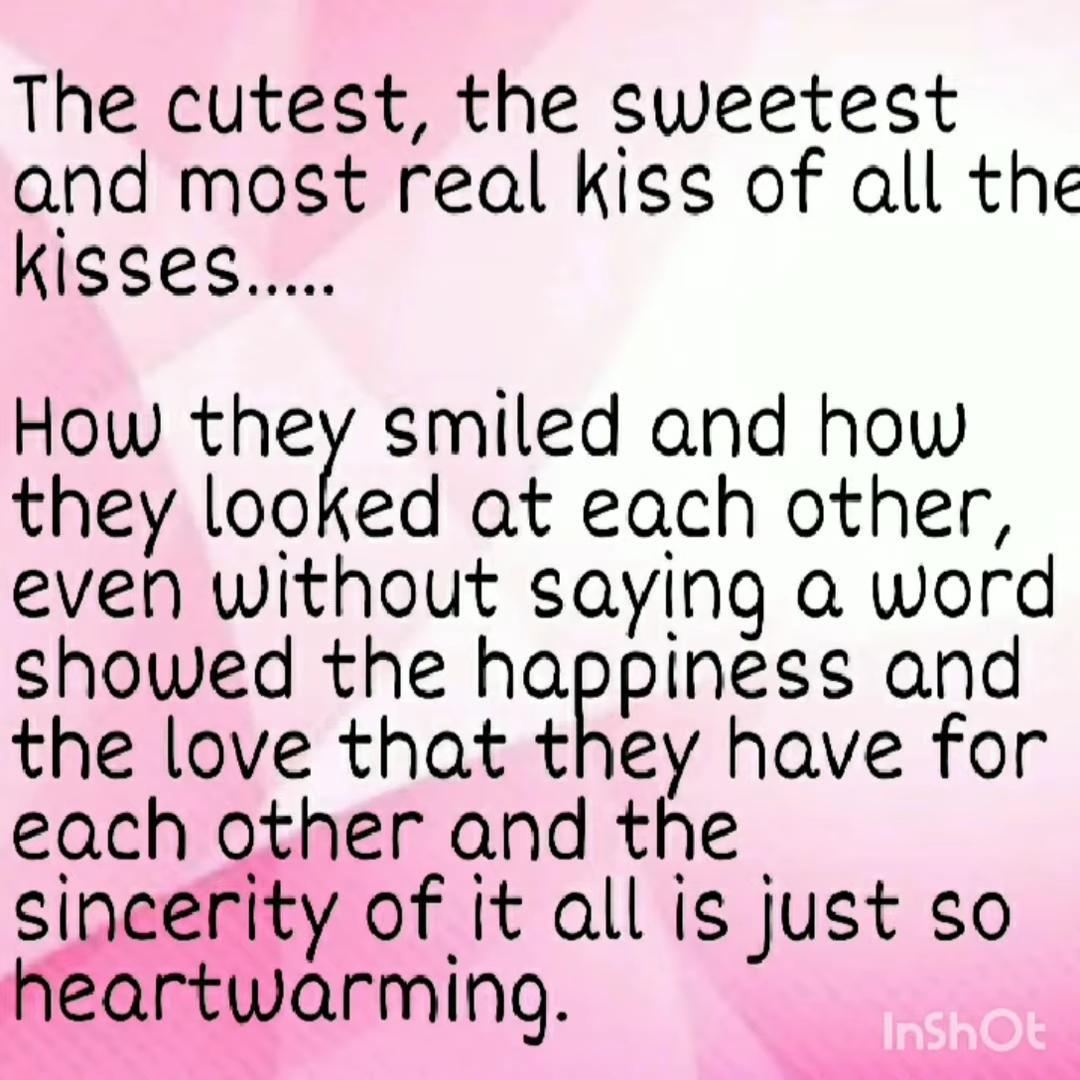 The cutest, the sweetest
and most real kiss of all the
kisses.....
How they smiled and how
they looked at each other,
even without saying a word
showed the happiness and
the love that they have for
each other and the
sincerity of it all is just so
heartwarming.
InShOt